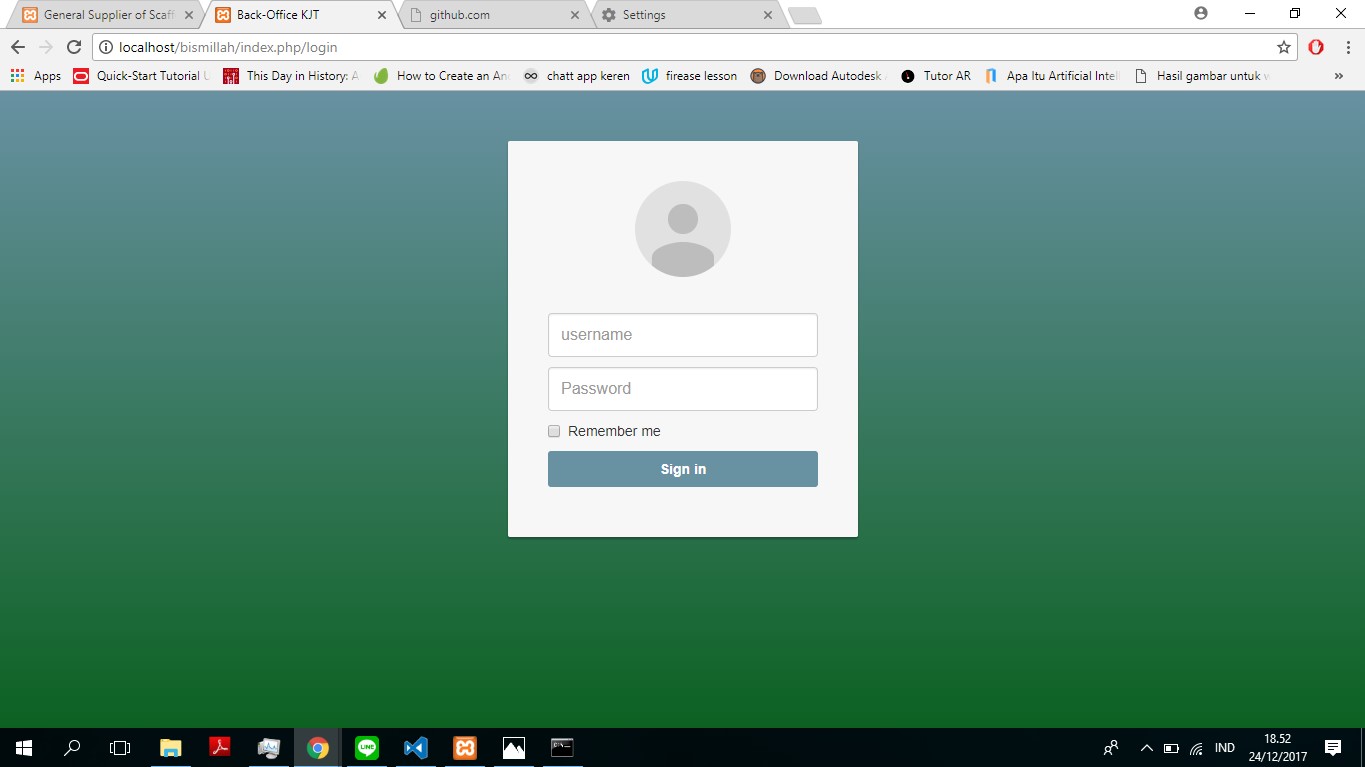 General Supplier of Scaff
Back-Office KJT
github.com
Settings
localhost/bismillah/index.php/login
Apps
Quick-Start Tutorial
This Day in History:
How to Create an An
chatt app keren
firease lesson
Download Autodesk
Tutor AR
Apa Itu Artificial Intel
Hasil gambar untuk
username
Password
Remember me
Sign in
IND
18.52
24/12/2017